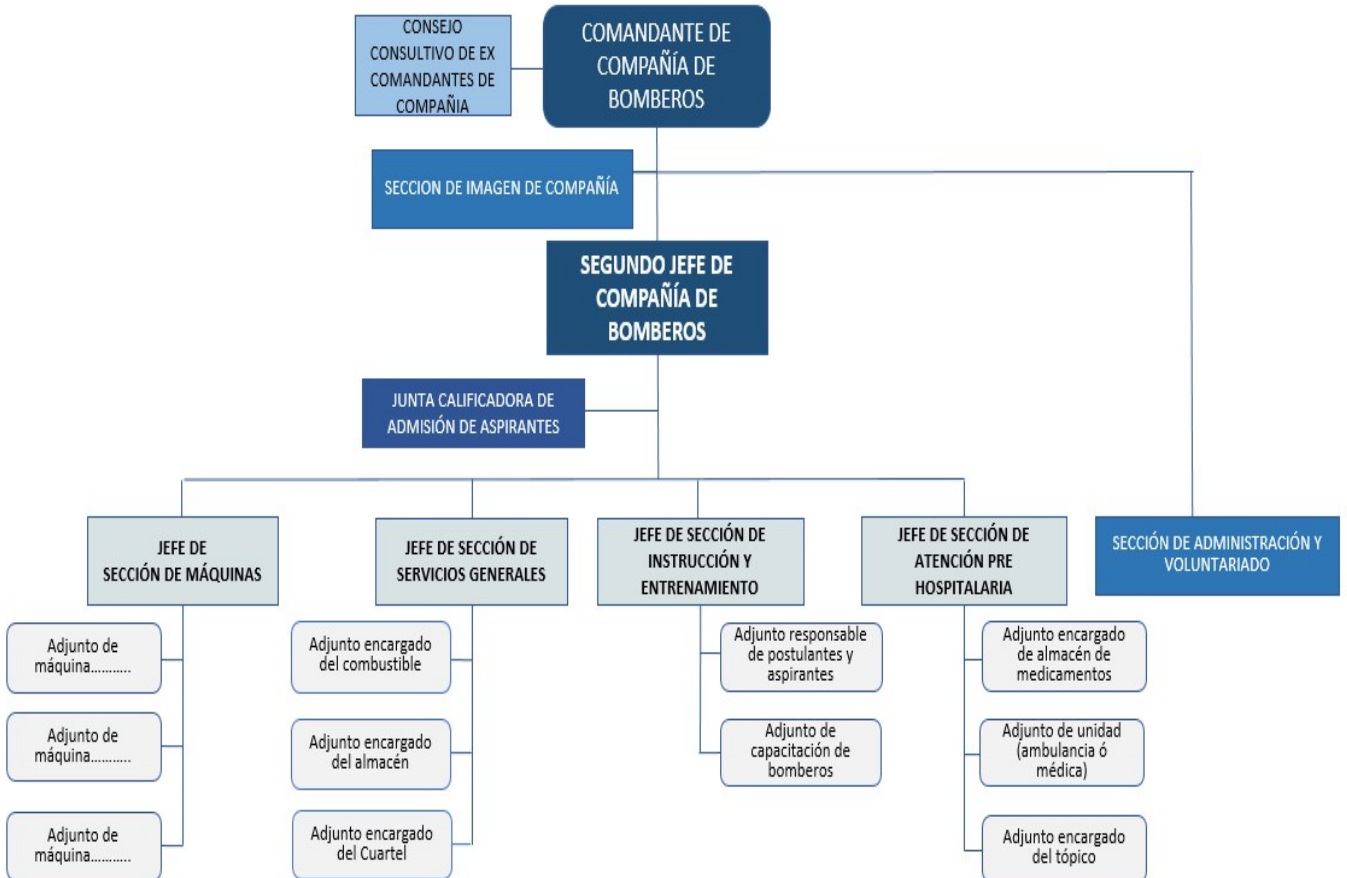 CONSEJO
CONSULTIVO DE EX
COMANDANTES DE
COMPAÑIA
COMANDANTE DE
COMPAÑÍA DE
BOMBEROS
SECCION DE IMAGEN DE COMPAÑÍA
SEGUNDO JEFE DE
COMPAÑÍA DE
BOMBEROS
JUNTA CALIFICADORA DE
ADMISIÓN DE ASPIRANTES
JEFE DE
SECCIÓN DE MÁQUINAS
JEFE DE SECCIÓN DE
SERVICIOS GENERALES
JEFE DE SECCIÓN DE
INSTRUCCIÓN Y
ENTRENAMIENTO
JEFE DE SECCIÓN DE
ATENCIÓN PRE
HOSPITALARIA
SECCIÓN DE ADMINISTRACIÓN Y
VOLUNTARIADO
Adjunto de
máquina...........
Adjunto de
máquina...........
Adjunto de
máquina...........
Adjunto encargado
del combustible
Adjunto encargado
del almacén
Adjunto encargado
del Cuartel
Adjunto responsable
de postulantes y
aspirantes
Adjunto de
capacitación de
bomberos
Adjunto encargado
de almacén de
medicamentos
Adjunto de unidad
(ambulancia ó
médica)
Adjunto encargado
del tópico